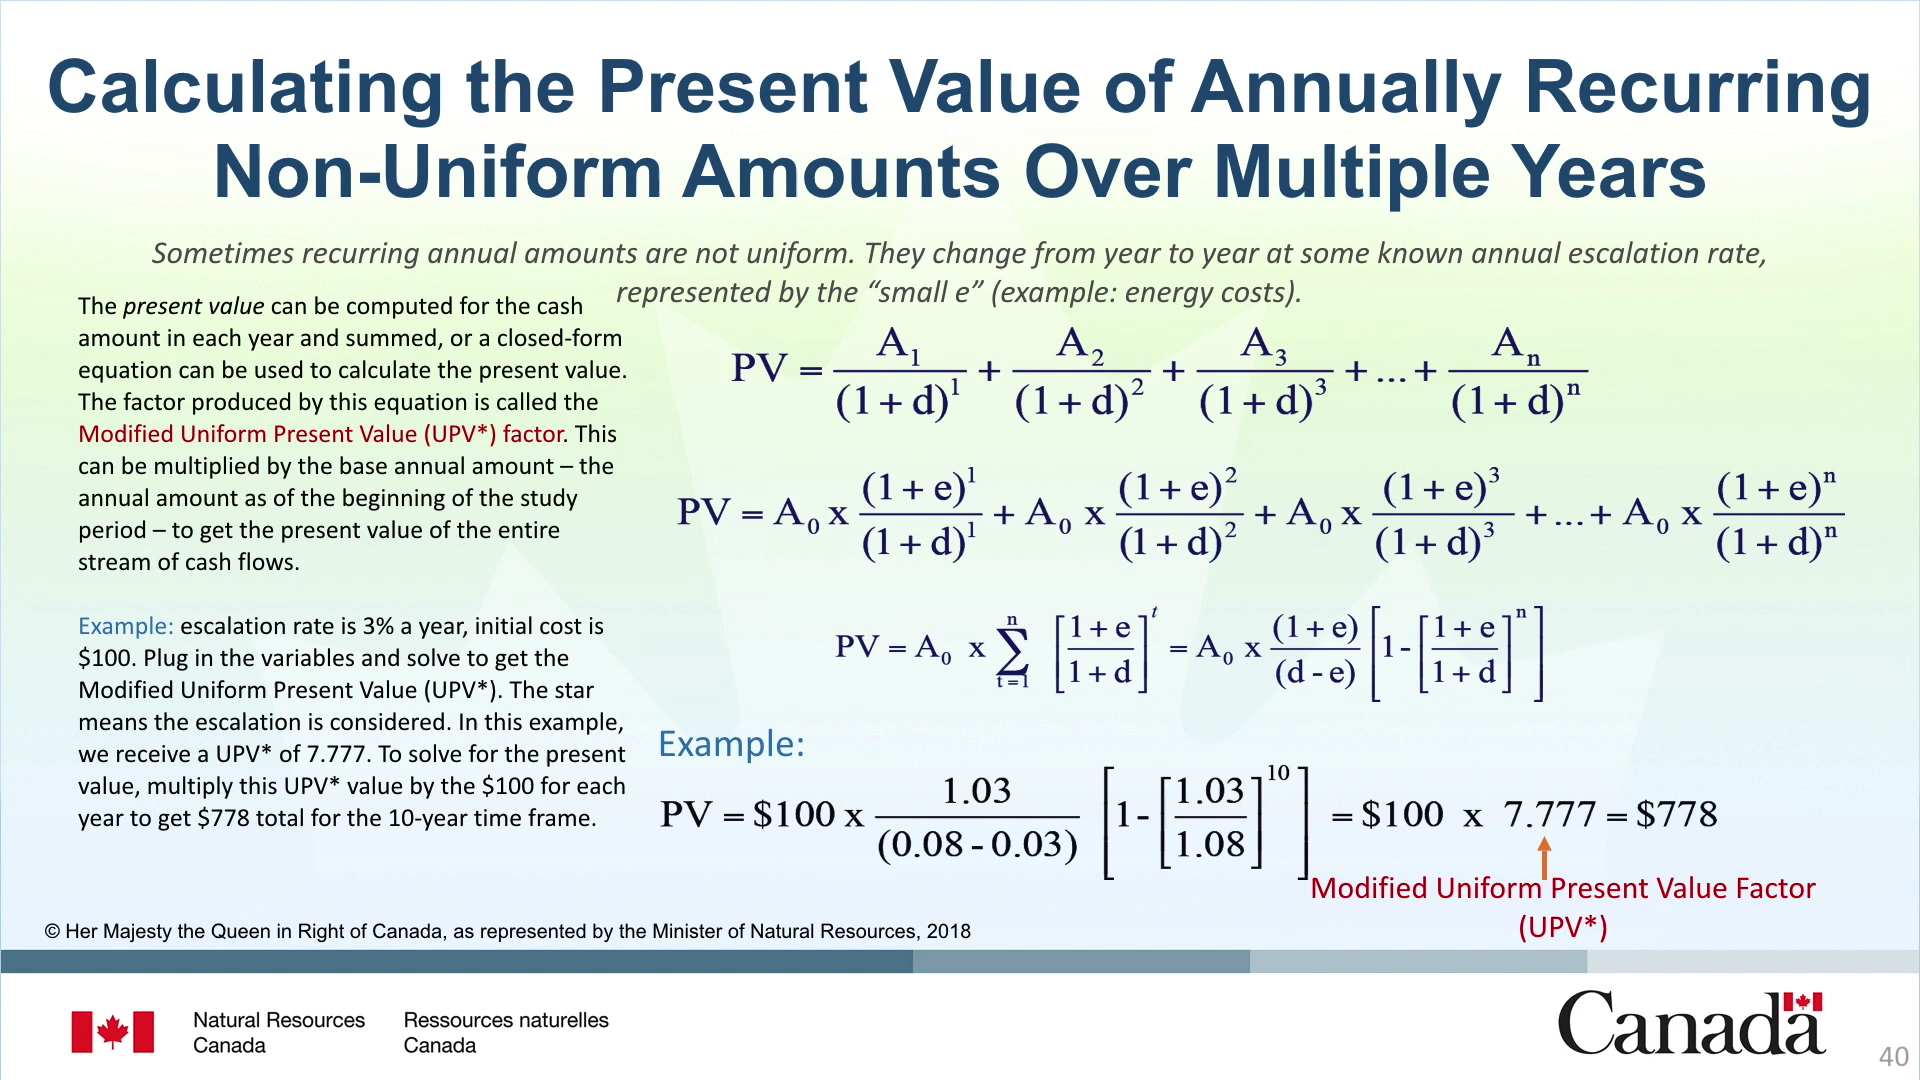 Calculating the Present Value of Annually Recurring
Non-Uniform Amounts Over Multiple Years
Sometimes recurring annual amounts are not uniform. They change from year to year at some known annual escalation rate,
represented by the “small e” (example: energy costs).
The present value can be computed for the cash
amount in each year and summed, or a closed-form
equation can be used to calculate the present value.
The factor produced by this equation is called the
Modified Uniform Present Value (UPV*) factor. This
can be multiplied by the base annual amount – the
annual amount as of the beginning of the study
period – to get the present value of the entire
stream of cash flows.
Example: escalation rate is 3% a year, initial cost is
$100. Plug in the variables and solve to get the
Modified Uniform Present Value (UPV*). The star
means the escalation is considered. In this example,
we receive a UPV* of 7.777. To solve for the present
value, multiply this UPV* value by the $100 for each
year to get $778 total for the 10-year time frame.
PV = A₁/(1 + d)¹ + A₂/(1 + d)² + A₃/(1 + d)³ + ... + Aₙ/(1 + d)ⁿ
PV = A₀ x (1 + e)¹/(1 + d)¹ + A₀ x (1 + e)²/(1 + d)² + A₀ x (1 + e)³/(1 + d)³ + ... + A₀ x (1 + e)ⁿ/(1 + d)ⁿ
PV = A₀ x Σ t=1 n [1 + e/1 + d]ᵗ = A₀ x (1 + e)/(d - e) [1 - [1 + e/1 + d]ⁿ]
Example:
PV = $100 x 1.03/(0.08 - 0.03) [1 - [1.03/1.08]¹⁰] = $100 x 7.777 = $778
Modified Uniform Present Value Factor
(UPV*)
© Her Majesty the Queen in Right of Canada, as represented by the Minister of Natural Resources, 2018
Natural Resources
Canada
Ressources naturelles
Canada
Canada
40